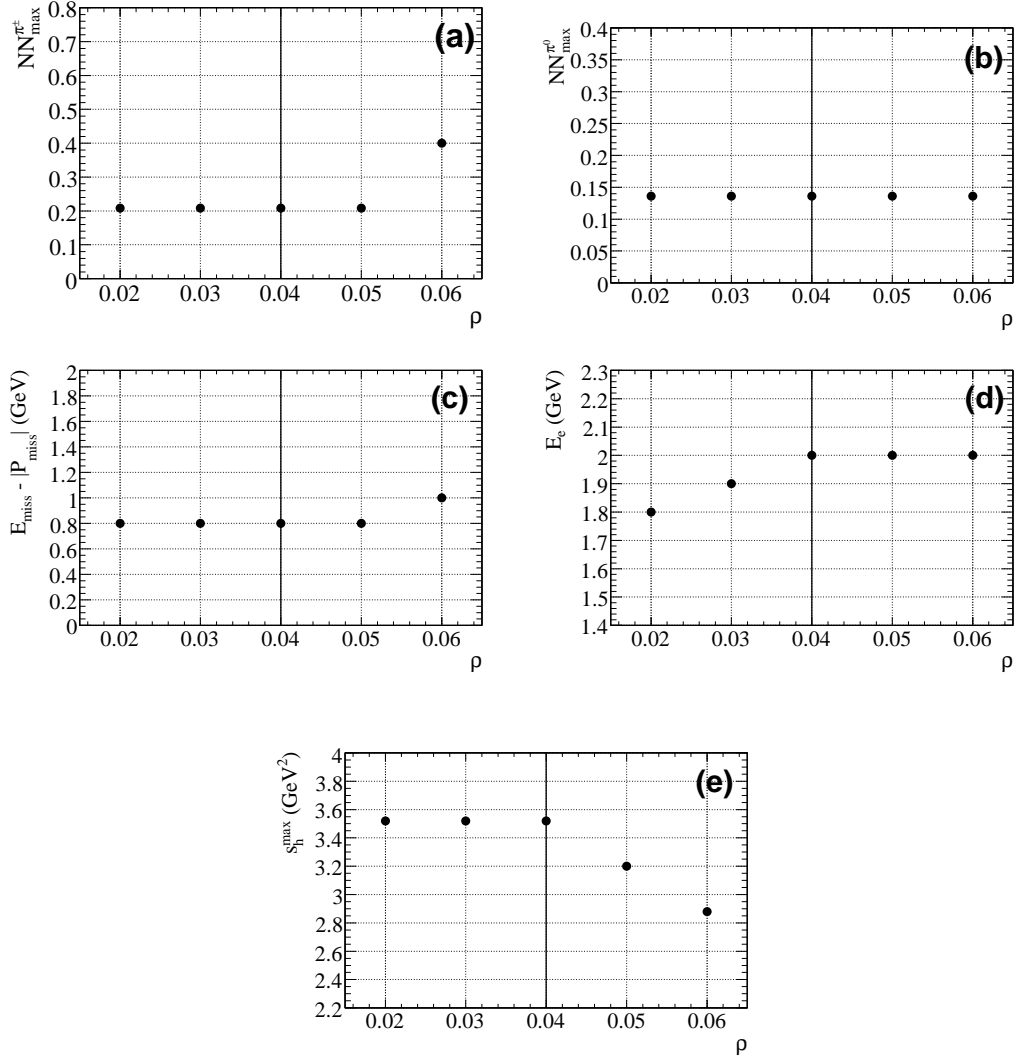 NN^{π±}_{max}
(a)
0.8
0.7
0.6
0.5
0.4
0.3
0.2
0.1
0
0.02 0.03 0.04 0.05 0.06
ρ
NN^{π⁰}_{max}
(b)
0.4
0.35
0.3
0.25
0.2
0.15
0.1
0.05
0
0.02 0.03 0.04 0.05 0.06
ρ
E_{miss} - |P_{miss}| (GeV)
(c)
2
1.8
1.6
1.4
1.2
1
0.8
0.6
0.4
0.2
0
0.02 0.03 0.04 0.05 0.06
ρ
E_e (GeV)
(d)
2.3
2.2
2.1
2.0
1.9
1.8
1.7
1.6
1.5
1.4
0.02 0.03 0.04 0.05 0.06
ρ
s_h^{max} (GeV²)
(e)
4
3.8
3.6
3.4
3.2
3
2.8
2.6
2.4
2.2
0.02 0.03 0.04 0.05 0.06
ρ